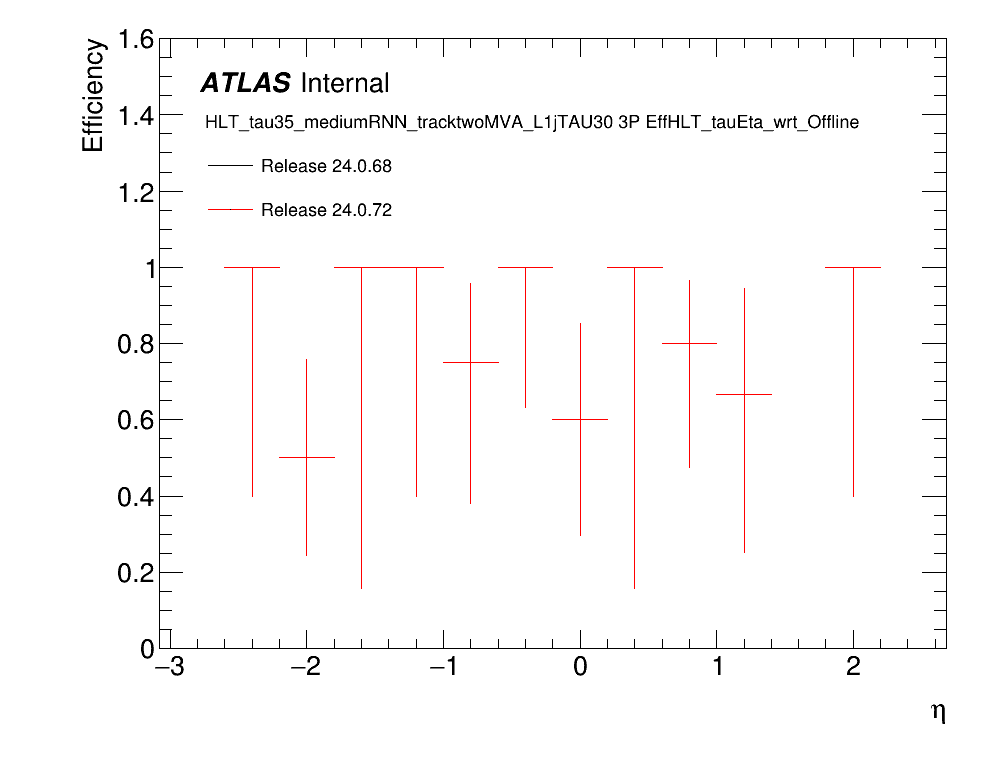 Efficiency
1.6
1.4
1.2
1
0.8
0.6
0.4
0.2
0
ATLAS Internal
HLT_tau35_mediumRNN_tracktwoMVA_L1jTAU30 3P EffHLT_tauEta_wrt_Offline
Release 24.0.68
Release 24.0.72
−3 −2 −1 0 1 2
η